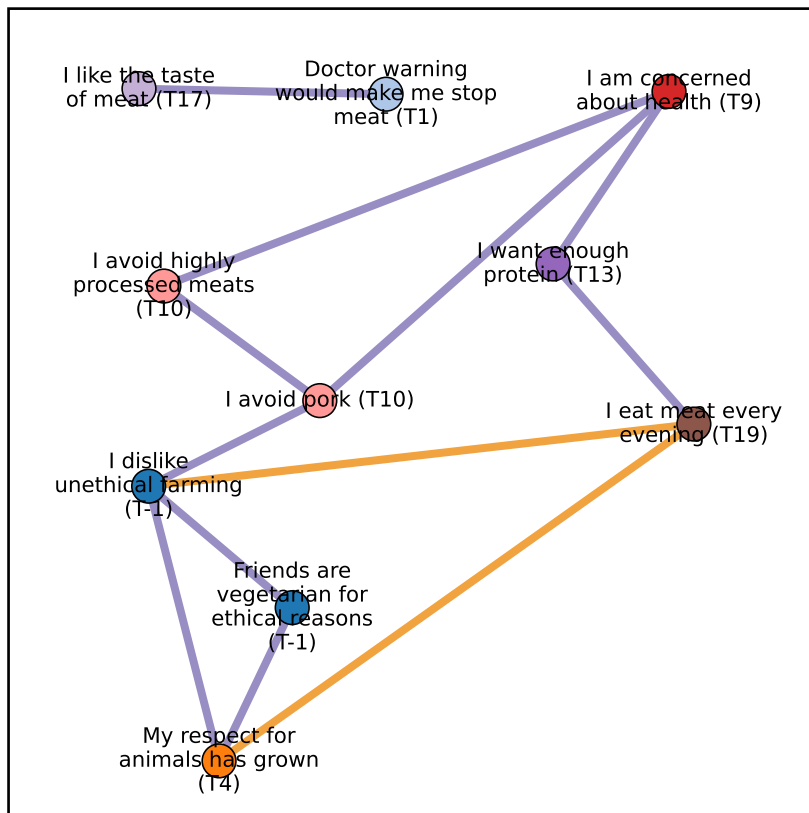 I like the taste
of meat (T17)
Doctor warning
would make me stop
meat (T1)
I am concerned
about health (T9)
I avoid highly
processed meats
(T10)
I want enough
protein (T13)
I avoid pork (T10)
I eat meat every
evening (T19)
I dislike
unethical farming
(T-1)
Friends are
vegetarian for
ethical reasons
(T-1)
My respect for
animals has grown
(T4)